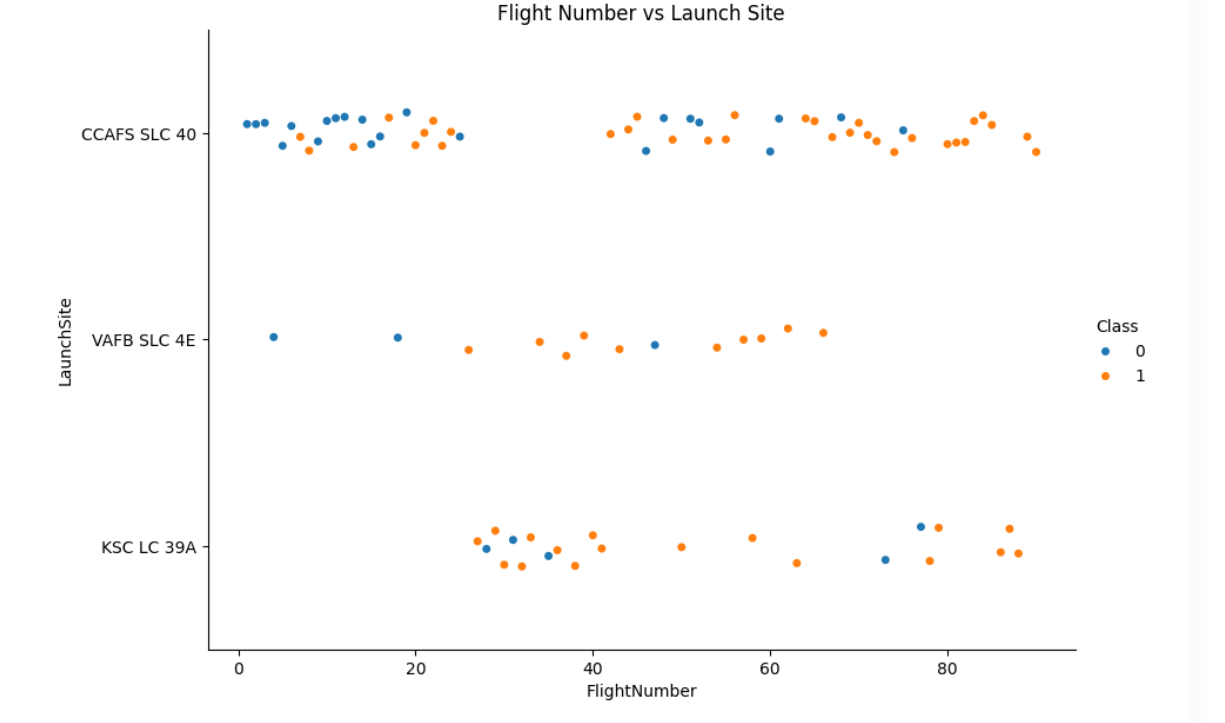 Flight Number vs Launch Site
CCAFS SLC 40
VAFB SLC 4E
KSC LC 39A
LaunchSite
0 20 40 60 80
FlightNumber
Class
0
1